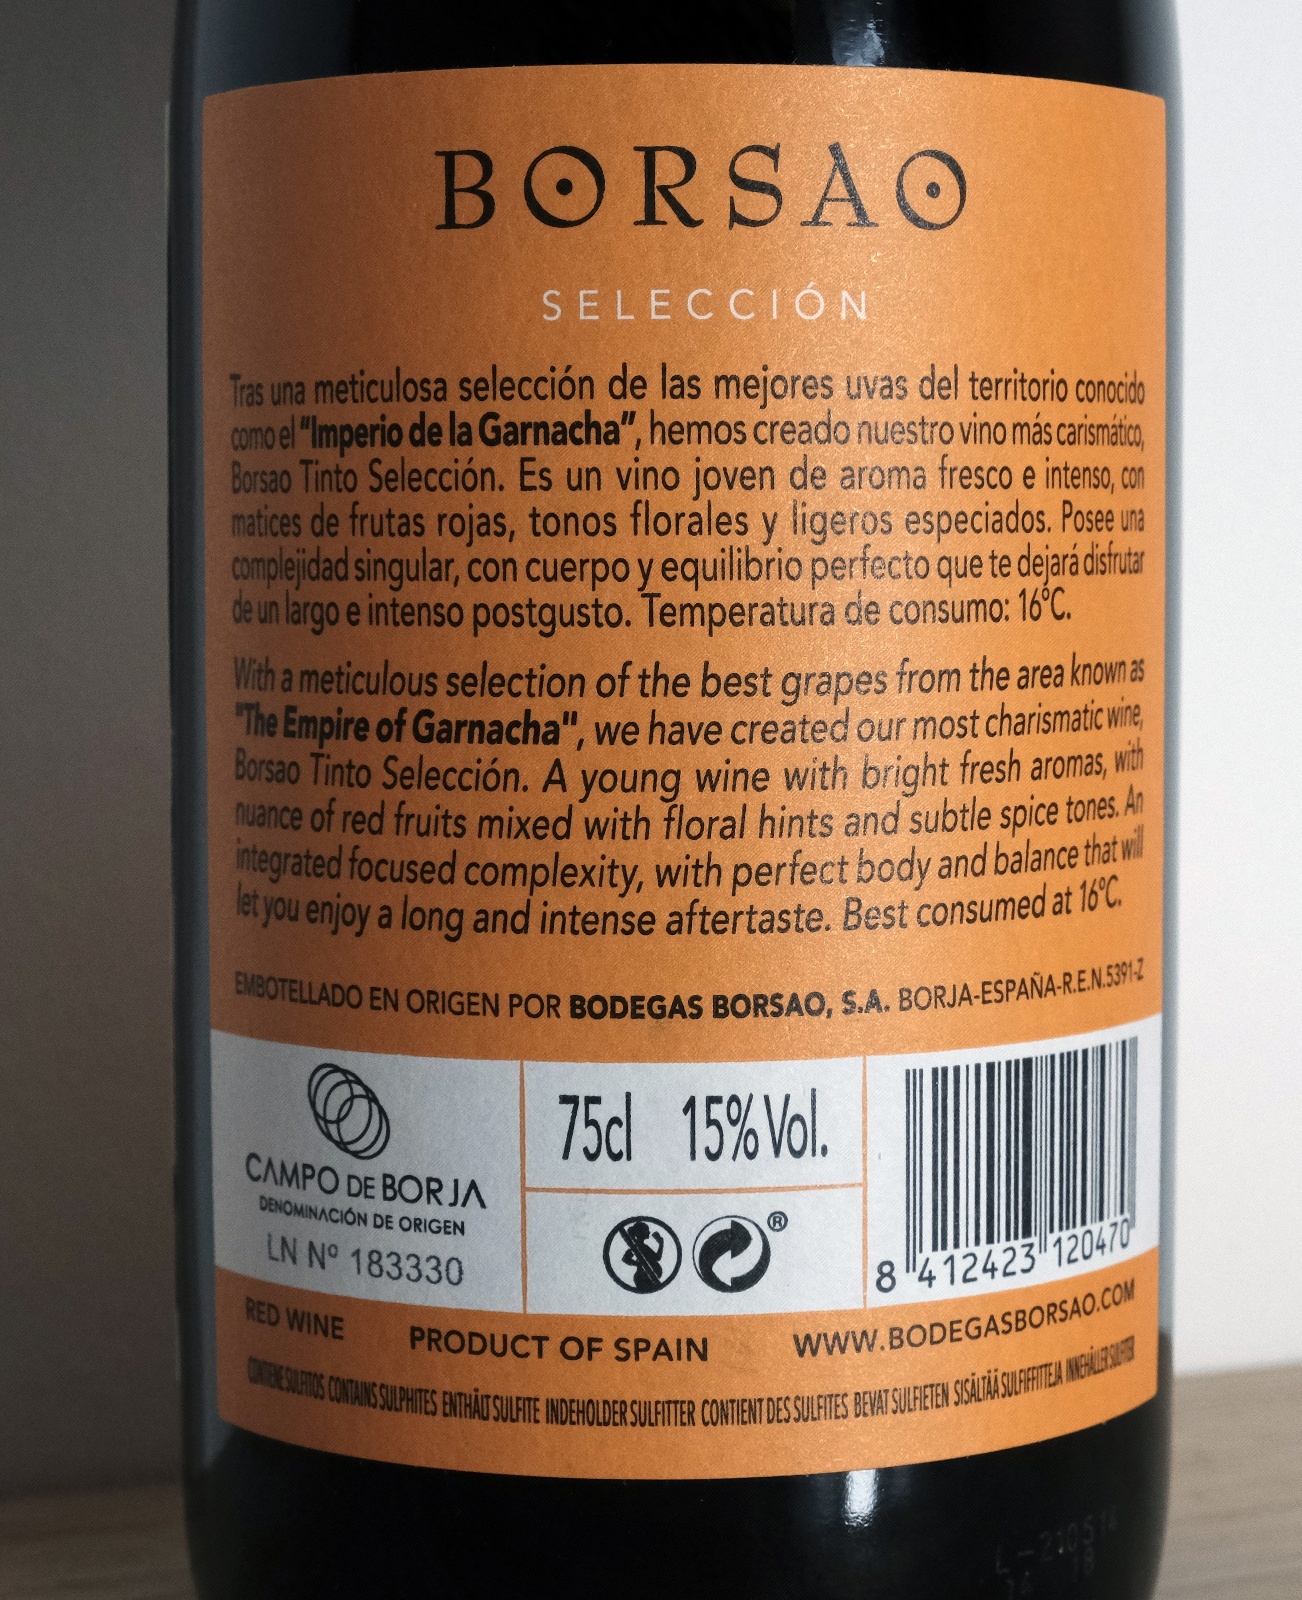 BORSAO
SELECCIÓN
Tras una meticulosa selección de las mejores uvas del territorio conocido
como el "Imperio de la Garnacha", hemos creado nuestro vino más carismático,
Borsao Tinto Selección. Es un vino joven de aroma fresco e intenso, con
matices de frutas rojas, tonos florales y ligeros especiados. Posee una
complejidad singular, con cuerpo y equilibrio perfecto que te dejará disfrutar
de un largo e intenso postgusto. Temperatura de consumo: 16ºC.
With a meticulous selection of the best grapes from the area known as
"The Empire of Garnacha", we have created our most charismatic wine,
Borsao Tinto Selección. A young wine with bright fresh aromas, with
nuance of red fruits mixed with floral hints and subtle spice tones. An
integrated focused complexity, with perfect body and balance that will
let you enjoy a long and intense aftertaste. Best consumed at 16ºC.
EMBOTELLADO EN ORIGEN POR BODEGAS BORSAO, S.A. BORJA-ESPAÑA-R.E.N.5391-Z
CAMPO DE BORJA
DENOMINACIÓN DE ORIGEN
LN Nº 183330
75cl 15% Vol.
®
8 412423 120470
RED WINE PRODUCT OF SPAIN WWW.BODEGASBORSAO.COM
CONTIENE SULFITOS CONTAINS SULPHITES ENTHÄLT SULFITE INDEHOLDER SULFITTER CONTIENT DES SULFITES BEVAT SULFIETEN SISÄLTÄÄ SULFIFFITTEJA INNEHÅLLER SULFITER